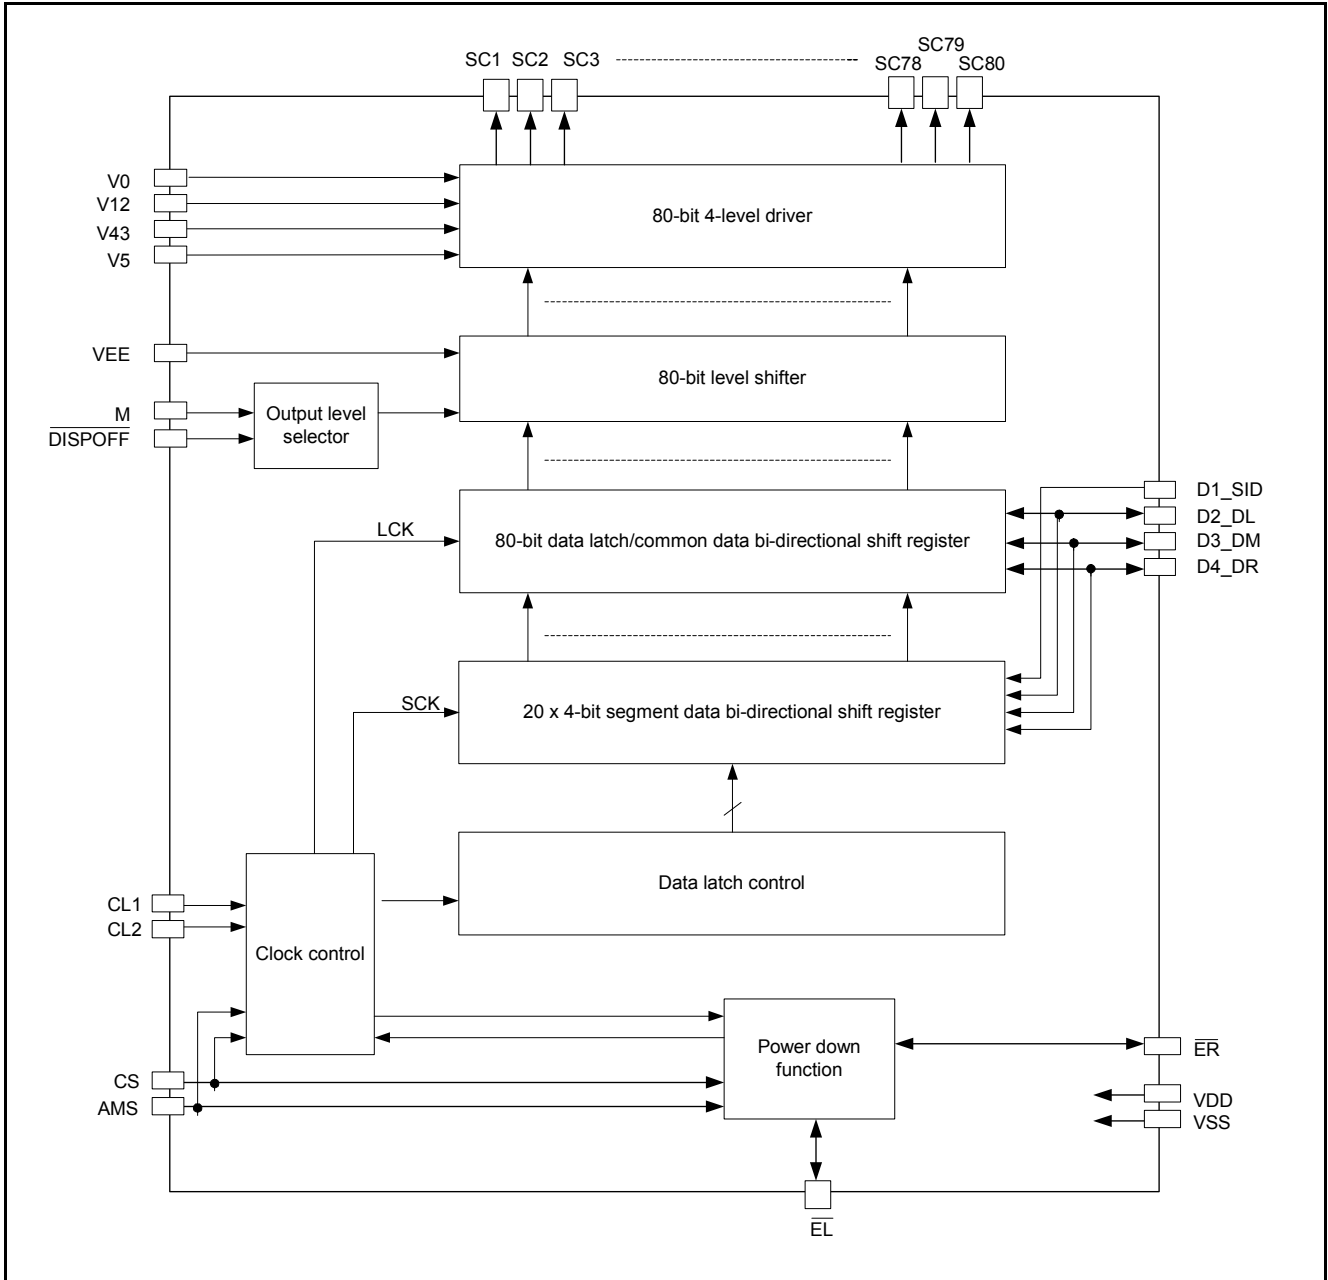 SC79
SC1 SC2 SC3 SC78 SC80
V0
V12
V43
V5
80-bit 4-level driver
VEE
80-bit level shifter
M
DISPOFF
Output level
selector
D1_SID
D2_DL
D3_DM
D4_DR
LCK
80-bit data latch/common data bi-directional shift register
SCK
20 x 4-bit segment data bi-directional shift register
Data latch control
CL1
CL2
Clock control
Power down
function
ER
CS
AMS
VDD
VSS
EL